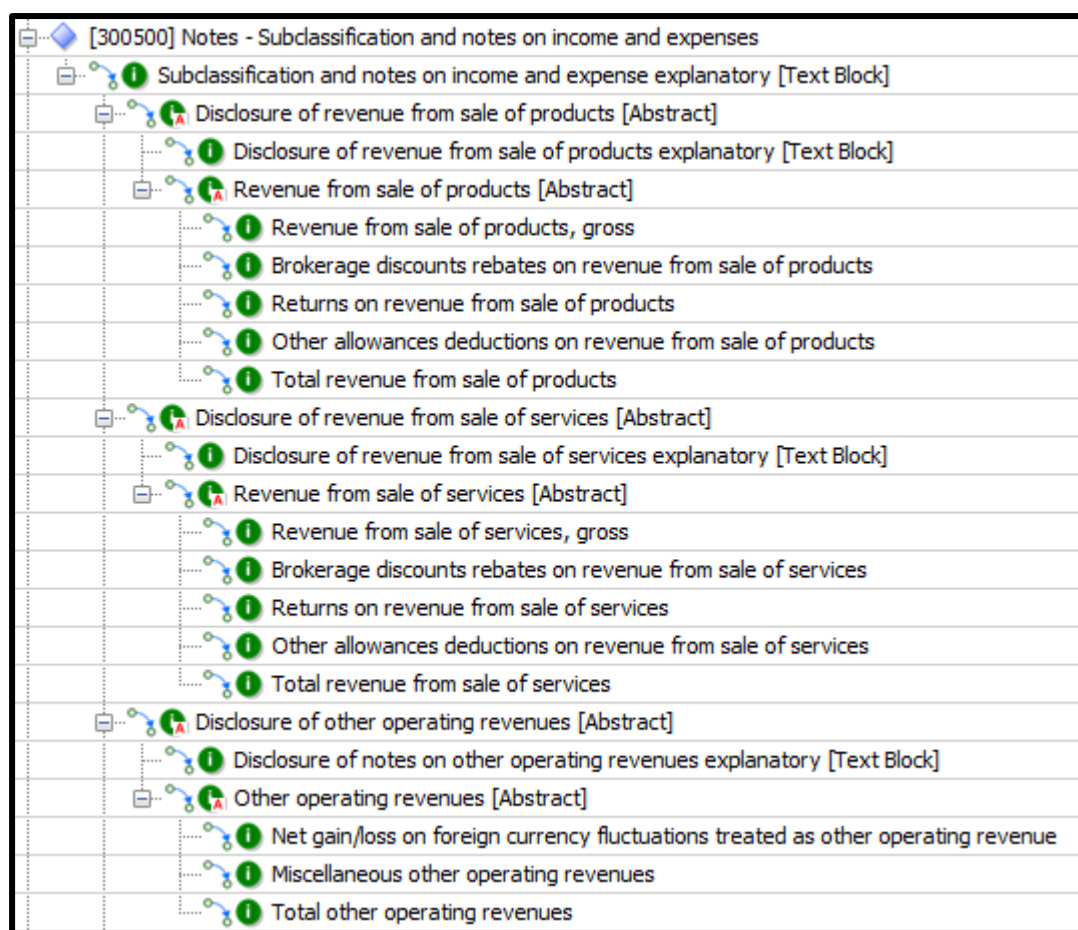 [300500] Notes - Subclassification and notes on income and expenses
Subclassification and notes on income and expense explanatory [Text Block]
Disclosure of revenue from sale of products [Abstract]
Disclosure of revenue from sale of products explanatory [Text Block]
Revenue from sale of products [Abstract]
Revenue from sale of products, gross
Brokerage discounts rebates on revenue from sale of products
Returns on revenue from sale of products
Other allowances deductions on revenue from sale of products
Total revenue from sale of products
Disclosure of revenue from sale of services [Abstract]
Disclosure of revenue from sale of services explanatory [Text Block]
Revenue from sale of services [Abstract]
Revenue from sale of services, gross
Brokerage discounts rebates on revenue from sale of services
Returns on revenue from sale of services
Other allowances deductions on revenue from sale of services
Total revenue from sale of services
Disclosure of other operating revenues [Abstract]
Disclosure of notes on other operating revenues explanatory [Text Block]
Other operating revenues [Abstract]
Net gain/loss on foreign currency fluctuations treated as other operating revenue
Miscellaneous other operating revenues
Total other operating revenues